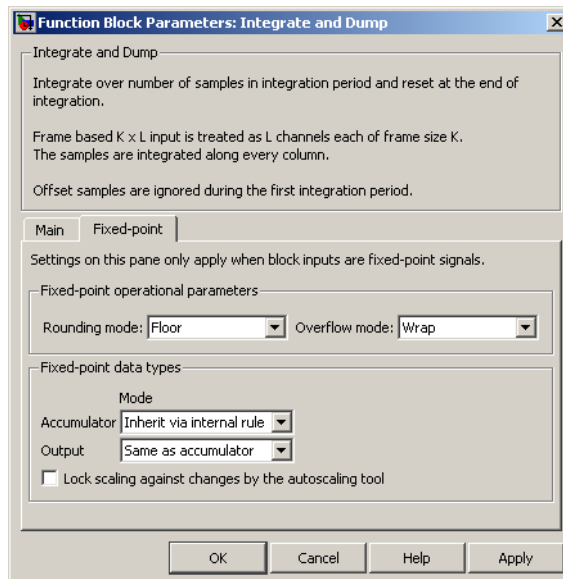 Function Block Parameters: Integrate and Dump
Integrate and Dump
Integrate over number of samples in integration period and reset at the end of
integration.
Frame based K x L input is treated as L channels each of frame size K.
The samples are integrated along every column.
Offset samples are ignored during the first integration period.
Main Fixed-point
Settings on this pane only apply when block inputs are fixed-point signals.
Fixed-point operational parameters
Rounding mode: Floor Overflow mode: Wrap
Fixed-point data types
Mode
Accumulator Inherit via internal rule
Output Same as accumulator
Lock scaling against changes by the autoscaling tool
OK Cancel Help Apply